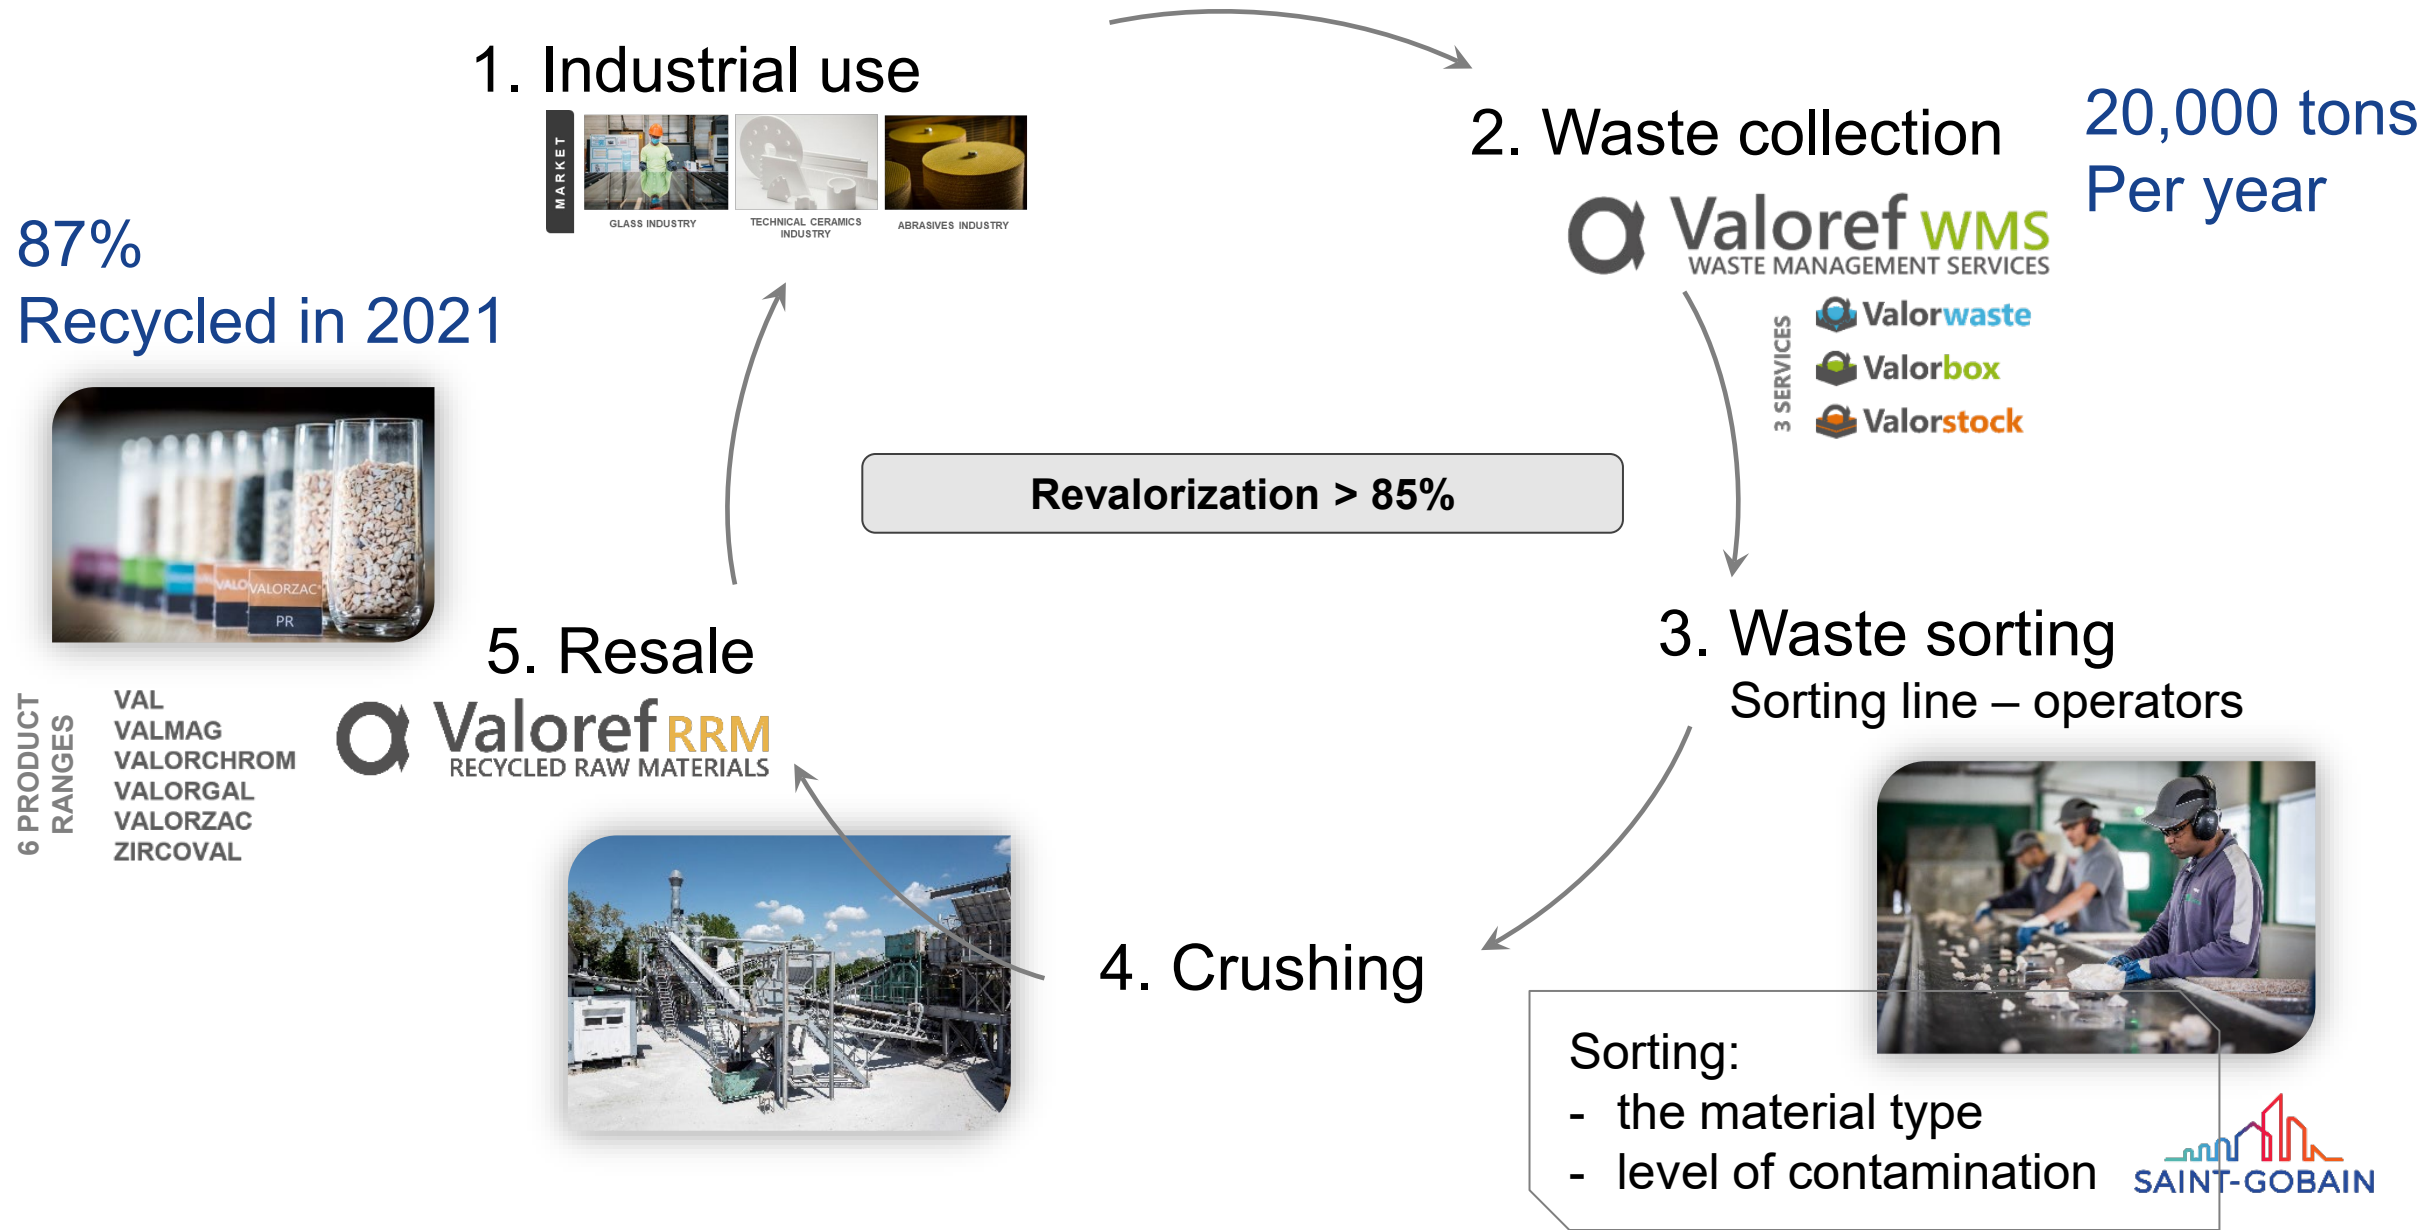 1. Industrial use
MARKET
GLASS INDUSTRY
TECHNICAL CERAMICS
INDUSTRY
ABRASIVES INDUSTRY
2. Waste collection
20,000 tons
Per year
Valoref WMS
WASTE MANAGEMENT SERVICES
3 SERVICES
Valorwaste
Valorbox
Valorstock
87%
Recycled in 2021
Revalorization > 85%
VALO
VALORZAC®
PR
3. Waste sorting
Sorting line – operators
5. Resale
Valoref RRM
RECYCLED RAW MATERIALS
6 PRODUCT
RANGES
VAL
VALMAG
VALORCHROM
VALORGAL
VALORZAC
ZIRCOVAL
4. Crushing
Sorting:
- the material type
- level of contamination
SAINT-GOBAIN